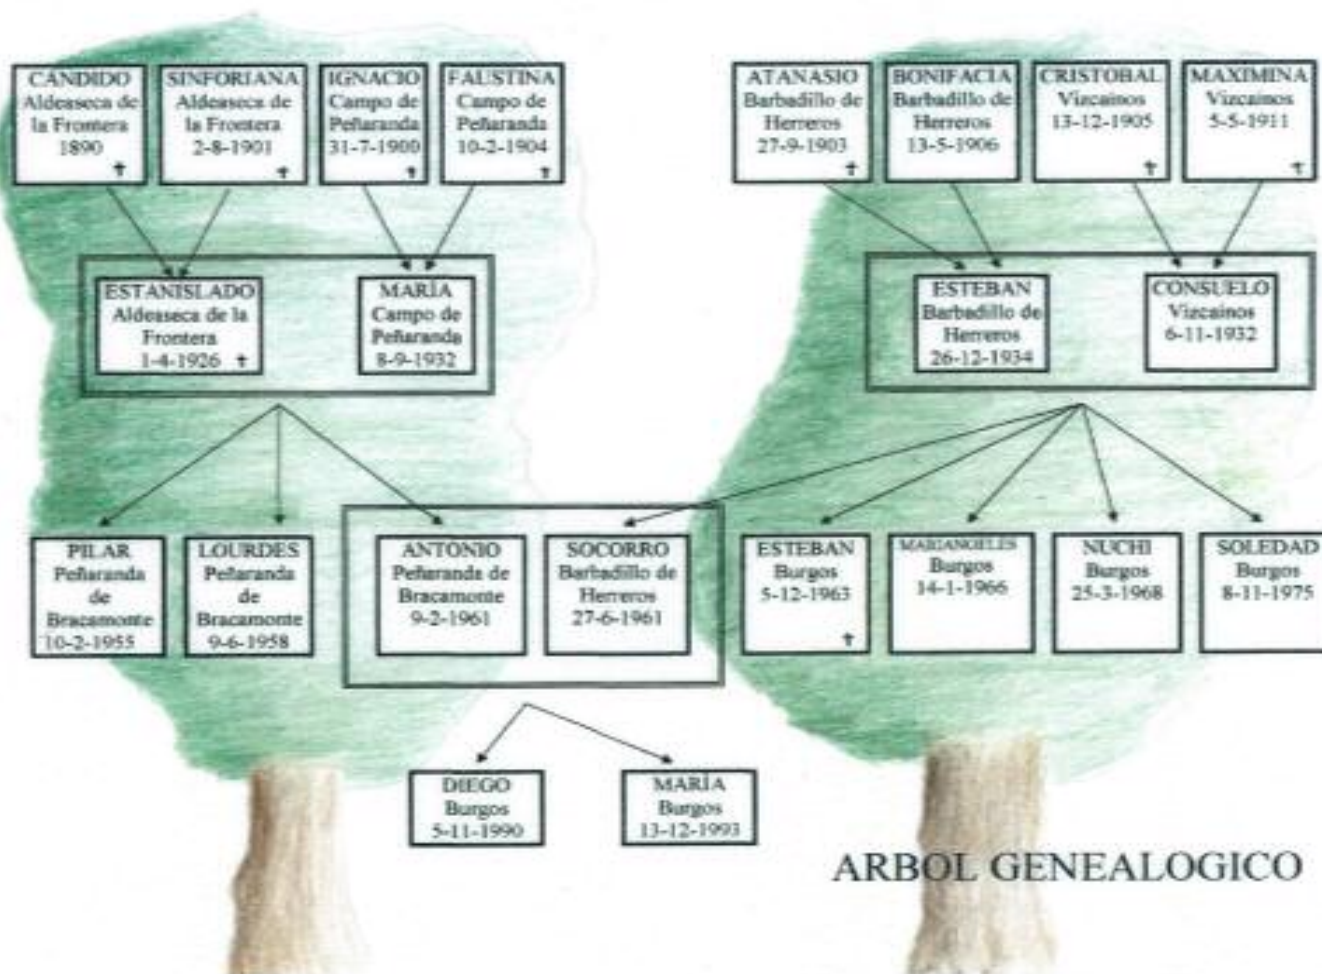 CANDIDO
Aldeaseca de
la Frontera
1890
✝
SINFORIANA
Aldeaseca de
la Frontera
2-8-1901
✝
IGNACIO
Campo de
Peñaranda
31-7-1900
✝
FAUSTINA
Campo de
Peñaranda
10-2-1904
✝
ATANASIO
Barbadillo de
Herreros
27-9-1903
✝
BONIFACIA
Barbadillo de
Herreros
13-5-1906
CRISTOBAL
Vizcainos
13-12-1905
✝
MAXIMINA
Vizcainos
5-5-1911
✝
ESTANISLADO
Aldeaseca de la
Frontera
1-4-1926 ✝
MARÍA
Campo de
Peñaranda
8-9-1932
ESTEBAN
Barbadillo de
Herreros
26-12-1934
CONSUELO
Vizcainos
6-11-1932
PILAR
Peñaranda
de
Bracamonte
10-2-1955
LOURDES
Peñaranda
de
Bracamonte
9-6-1958
ANTONIO
Peñaranda de
Bracamonte
9-2-1961
SOCORRO
Barbadillo de
Herreros
27-6-1961
ESTEBAN
Burgos
5-12-1963
✝
MARIANGELES
Burgos
14-1-1966
NUCHI
Burgos
25-3-1968
SOLEDAD
Burgos
8-11-1975
DIEGO
Burgos
5-11-1990
MARÍA
Burgos
13-12-1993
ARBOL GENEALOGICO